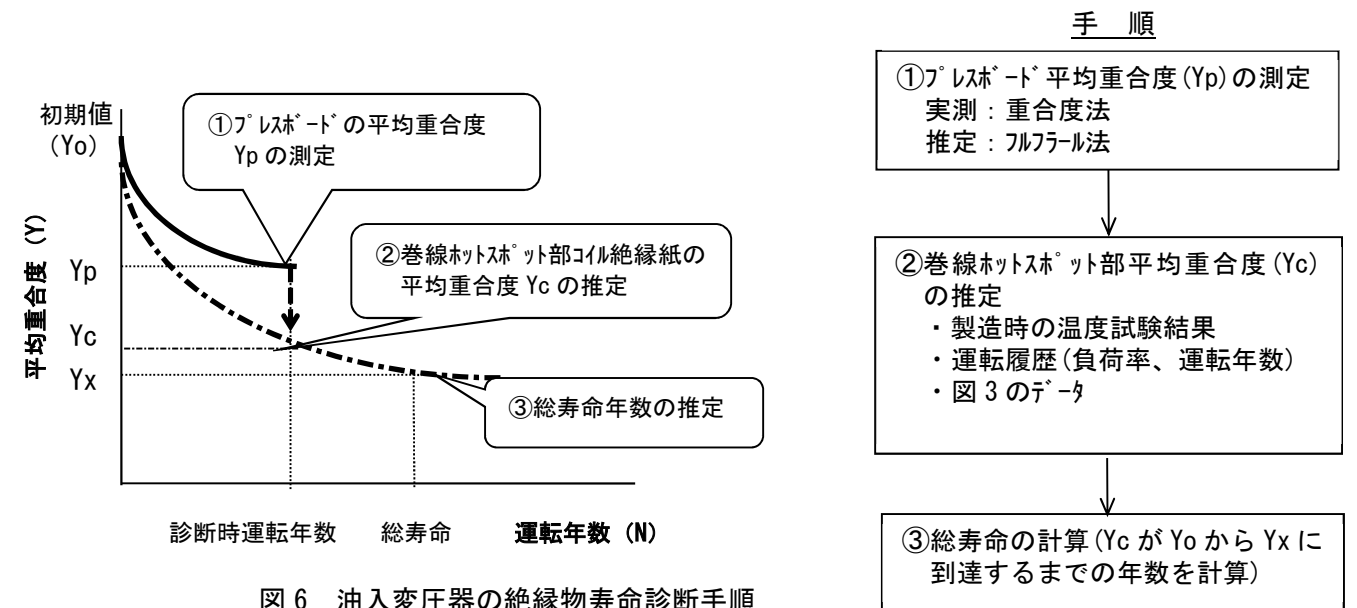 初期値
(Yo)
平均重合度 (Y)
Yp
Yc
Yx
①ﾌﾟﾚｽﾎﾞｰﾄﾞの平均重合度
Yp の測定
②巻線ﾎｯﾄｽﾎﾟｯﾄ部ｺｲﾙ絶縁紙の
平均重合度 Yc の推定
③総寿命年数の推定
診断時運転年数 総寿命 運転年数 (N)
図 6 油入変圧器の絶縁物寿命診断手順
手 順
①ﾌﾟﾚｽﾎﾞｰﾄﾞ平均重合度(Yp)の測定
実測：重合度法
推定：ﾌﾙﾌﾗｰﾙ法
②巻線ﾎｯﾄｽﾎﾟｯﾄ部平均重合度(Yc)
の推定
・製造時の温度試験結果
・運転履歴(負荷率、運転年数)
・図 3 のﾃﾞｰﾀ
③総寿命の計算(Yc が Yo から Yx に
到達するまでの年数を計算)